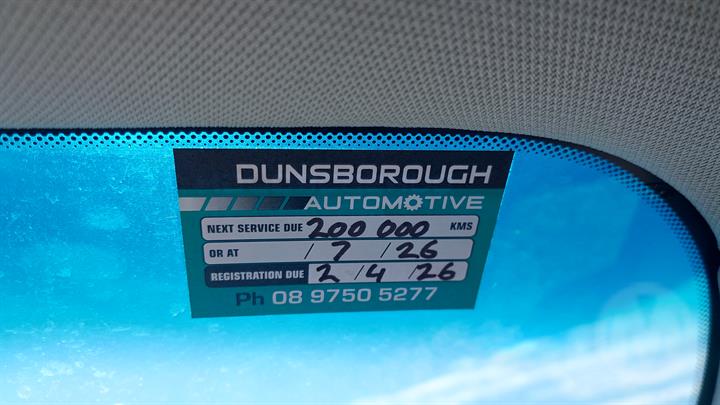 DUNSBOROUGH
AUTOMOTIVE
NEXT SERVICE DUE 200 000 KMS
OR AT / 7 / 26
REGISTRATION DUE 2 / 4 / 26
Ph 08 9750 5277